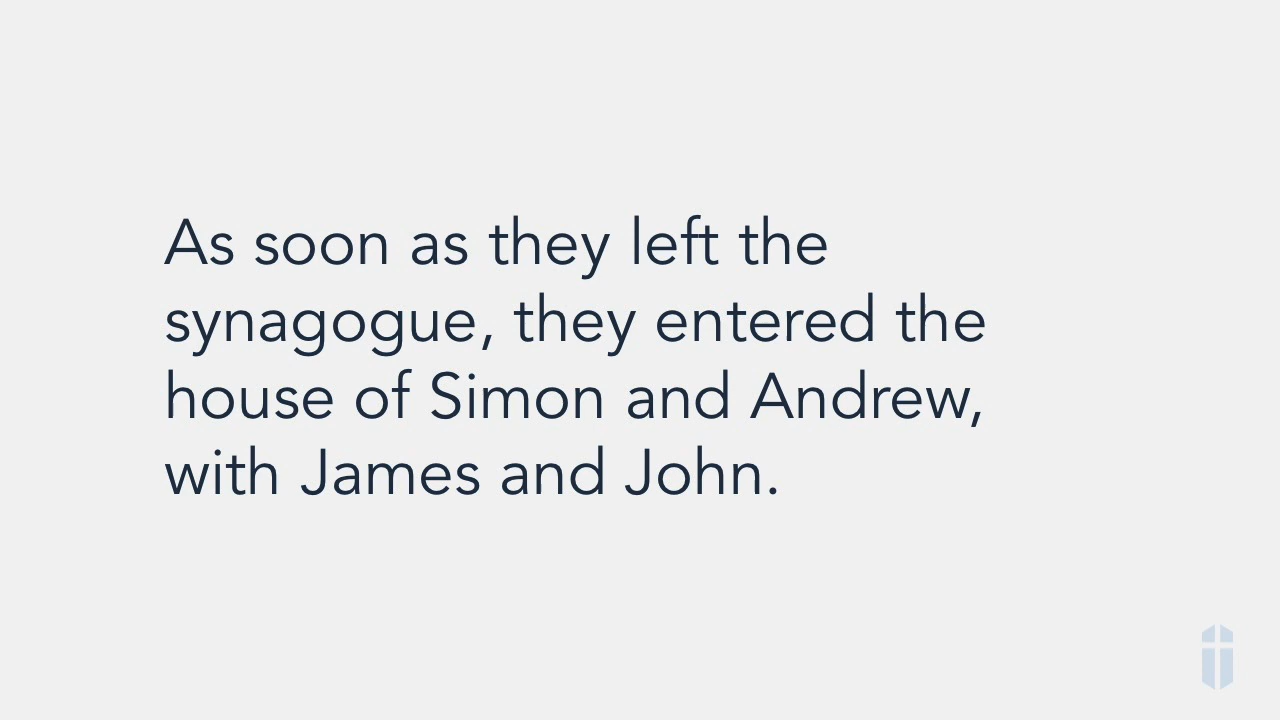 As soon as they left the
synagogue, they entered the
house of Simon and Andrew,
with James and John.